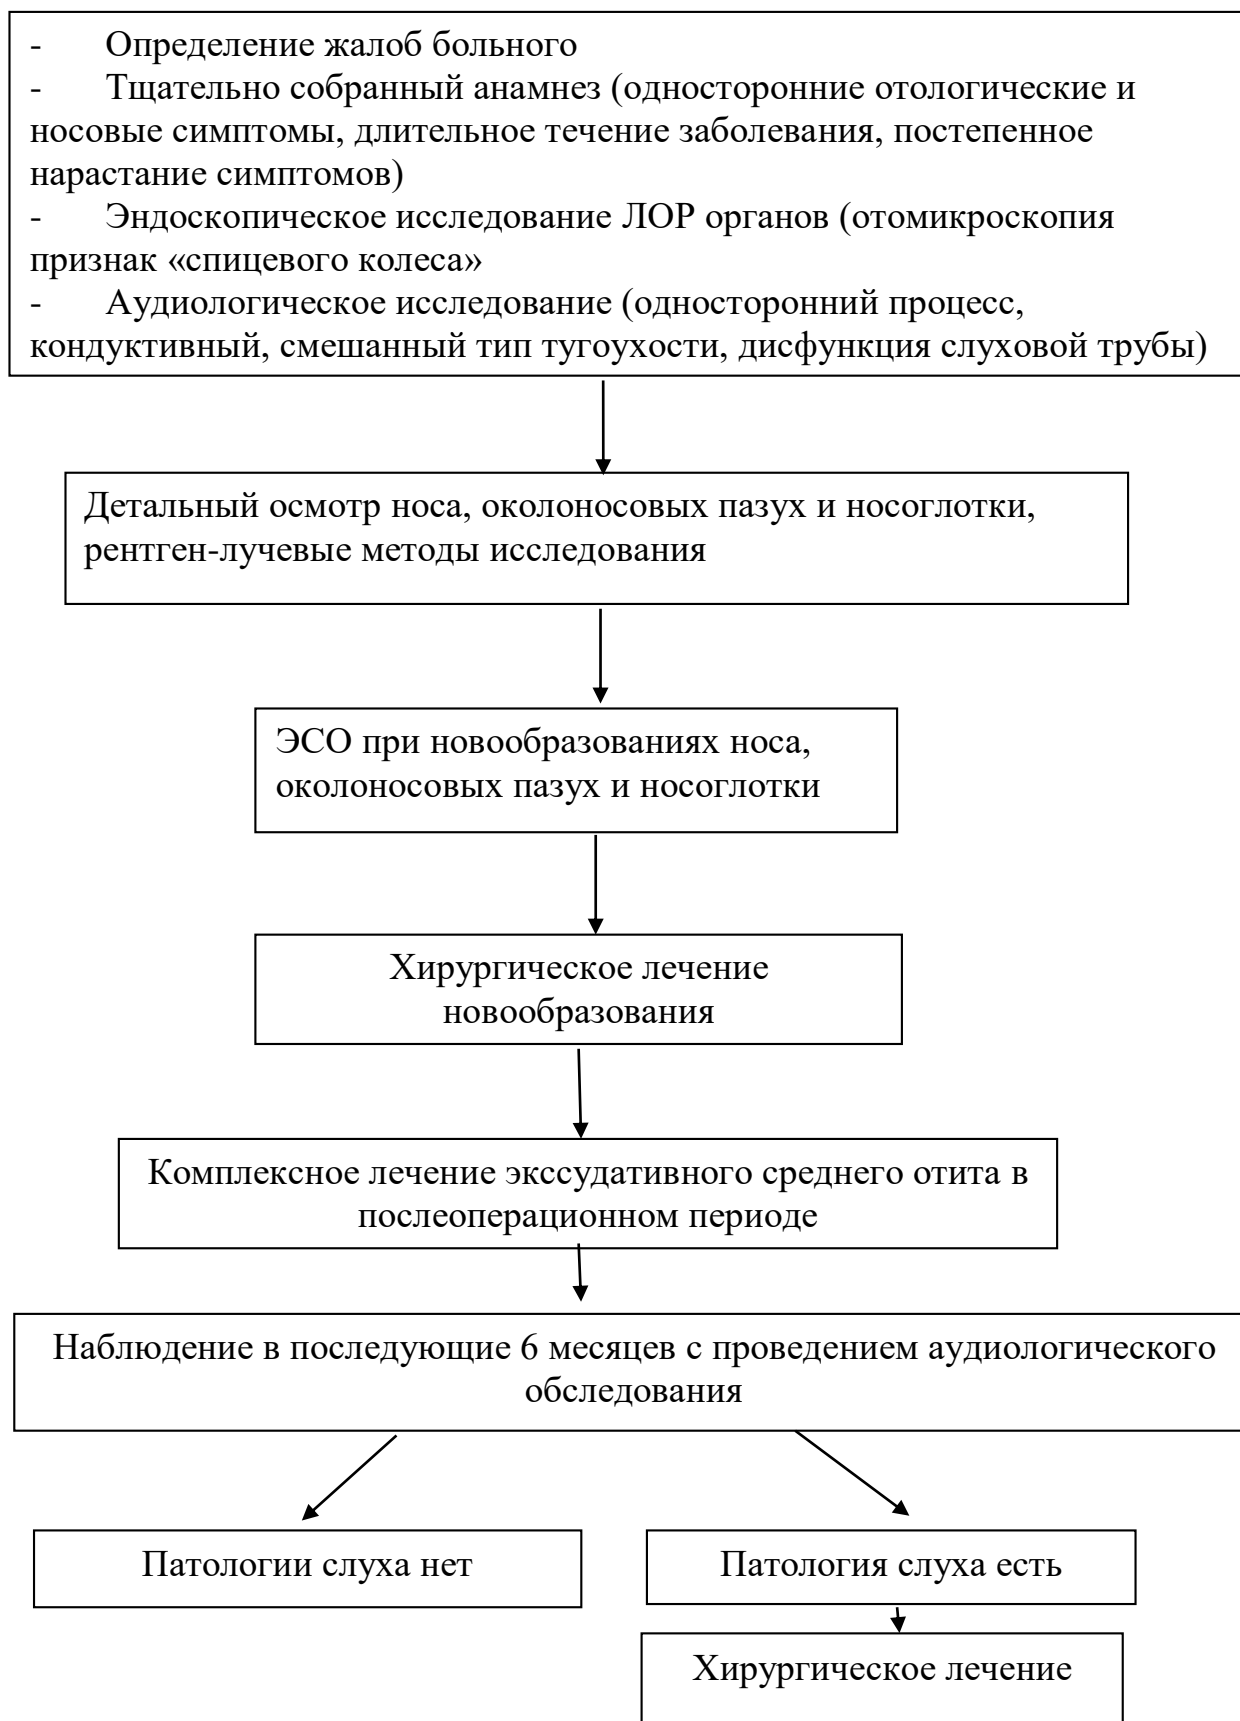 - Определение жалоб больного
- Тщательно собранный анамнез (односторонние отологические и
носовые симптомы, длительное течение заболевания, постепенное
нарастание симптомов)
- Эндоскопическое исследование ЛОР органов (отомикроскопия
признак «спицевого колеса»
- Аудиологическое исследование (односторонний процесс,
кондуктивный, смешанный тип тугоухости, дисфункция слуховой трубы)
Детальный осмотр носа, околоносовых пазух и носоглотки,
рентген-лучевые методы исследования
ЭСО при новообразованиях носа,
околоносовых пазух и носоглотки
Хирургическое лечение
новообразования
Комплексное лечение экссудативного среднего отита в
послеоперационном периоде
Наблюдение в последующие 6 месяцев с проведением аудиологического
обследования
Патологии слуха нет
Патология слуха есть
Хирургическое лечение